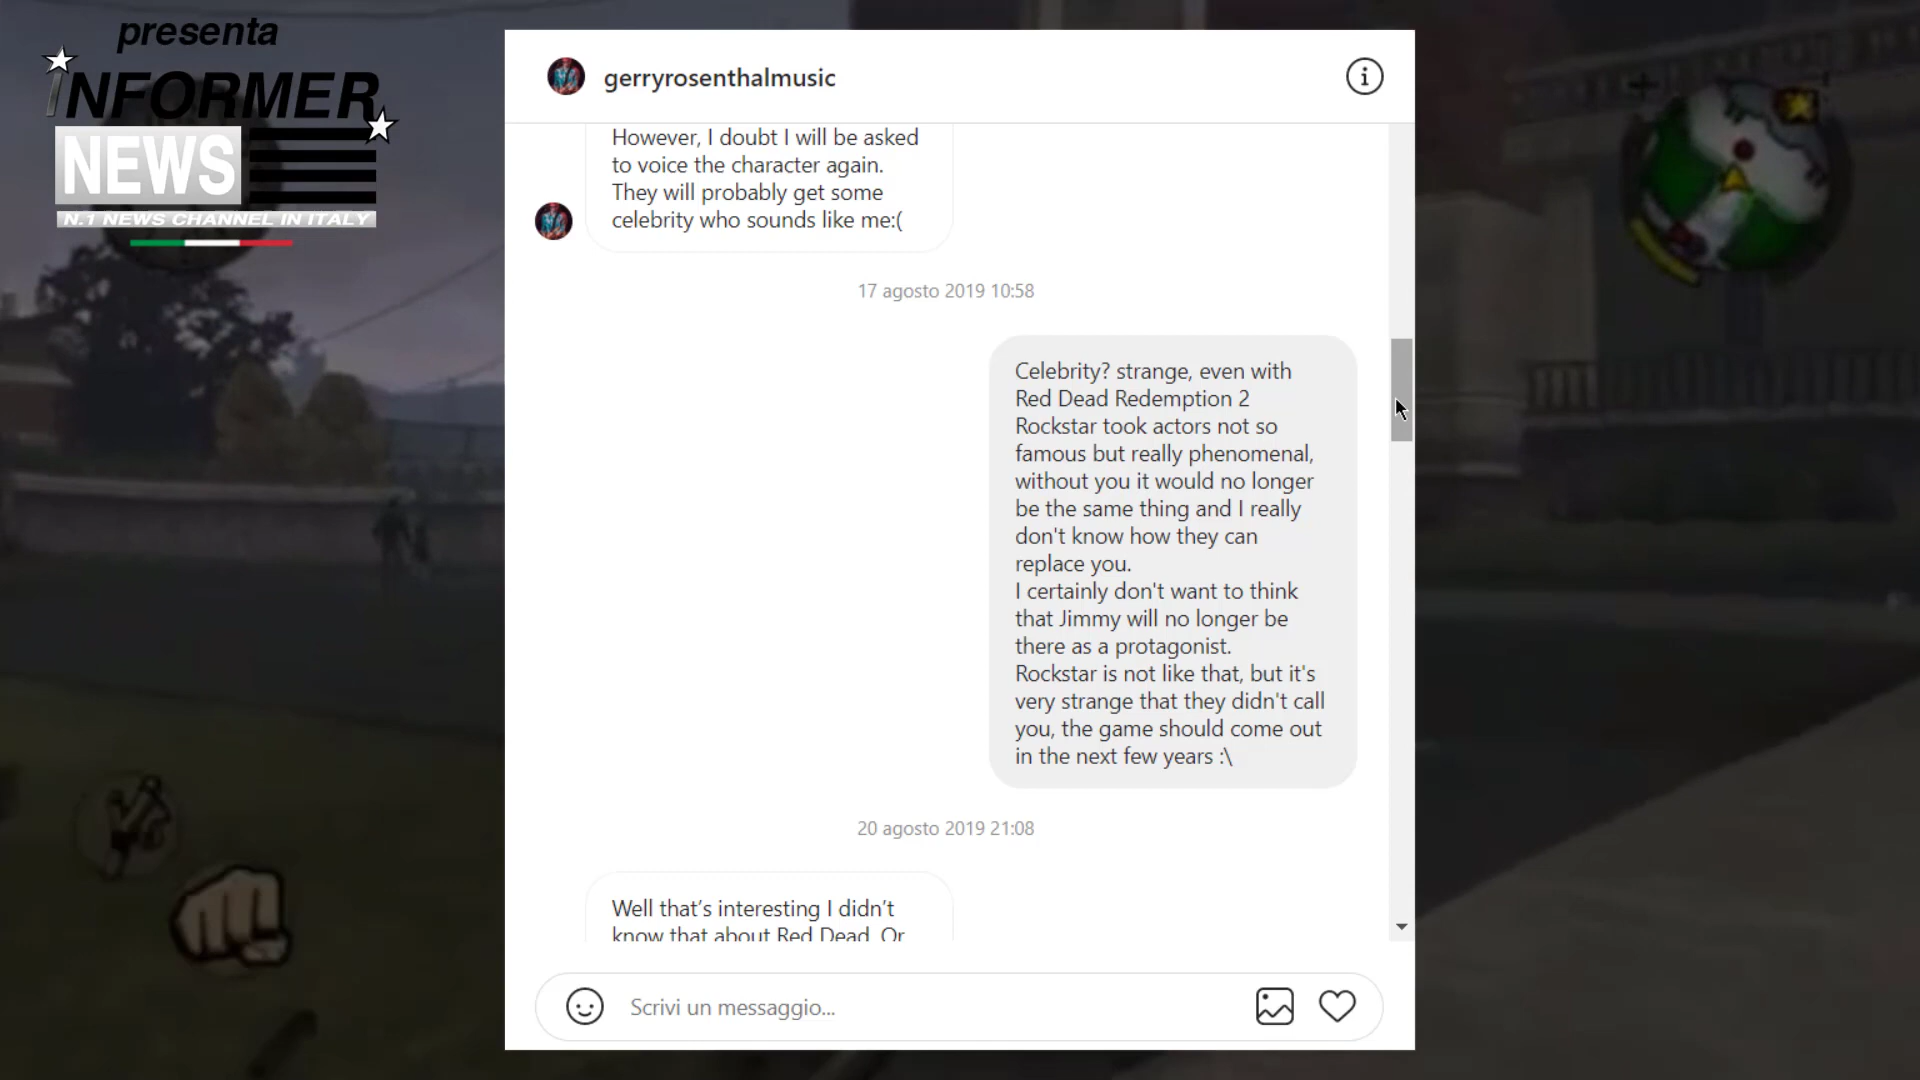 presenta
iNFORMER
NEWS
N.1 NEWS CHANNEL IN ITALY
gerryrosenthalmusic
However, I doubt I will be asked
to voice the character again.
They will probably get some
celebrity who sounds like me:(
17 agosto 2019 10:58
Celebrity? strange, even with
Red Dead Redemption 2
Rockstar took actors not so
famous but really phenomenal,
without you it would no longer
be the same thing and I really
don't know how they can
replace you.
I certainly don't want to think
that Jimmy will no longer be
there as a protagonist.
Rockstar is not like that, but it's
very strange that they didn't call
you, the game should come out
in the next few years :\
20 agosto 2019 21:08
Well that’s interesting I didn’t
know that about Red Dead. Or
Scrivi un messaggio...